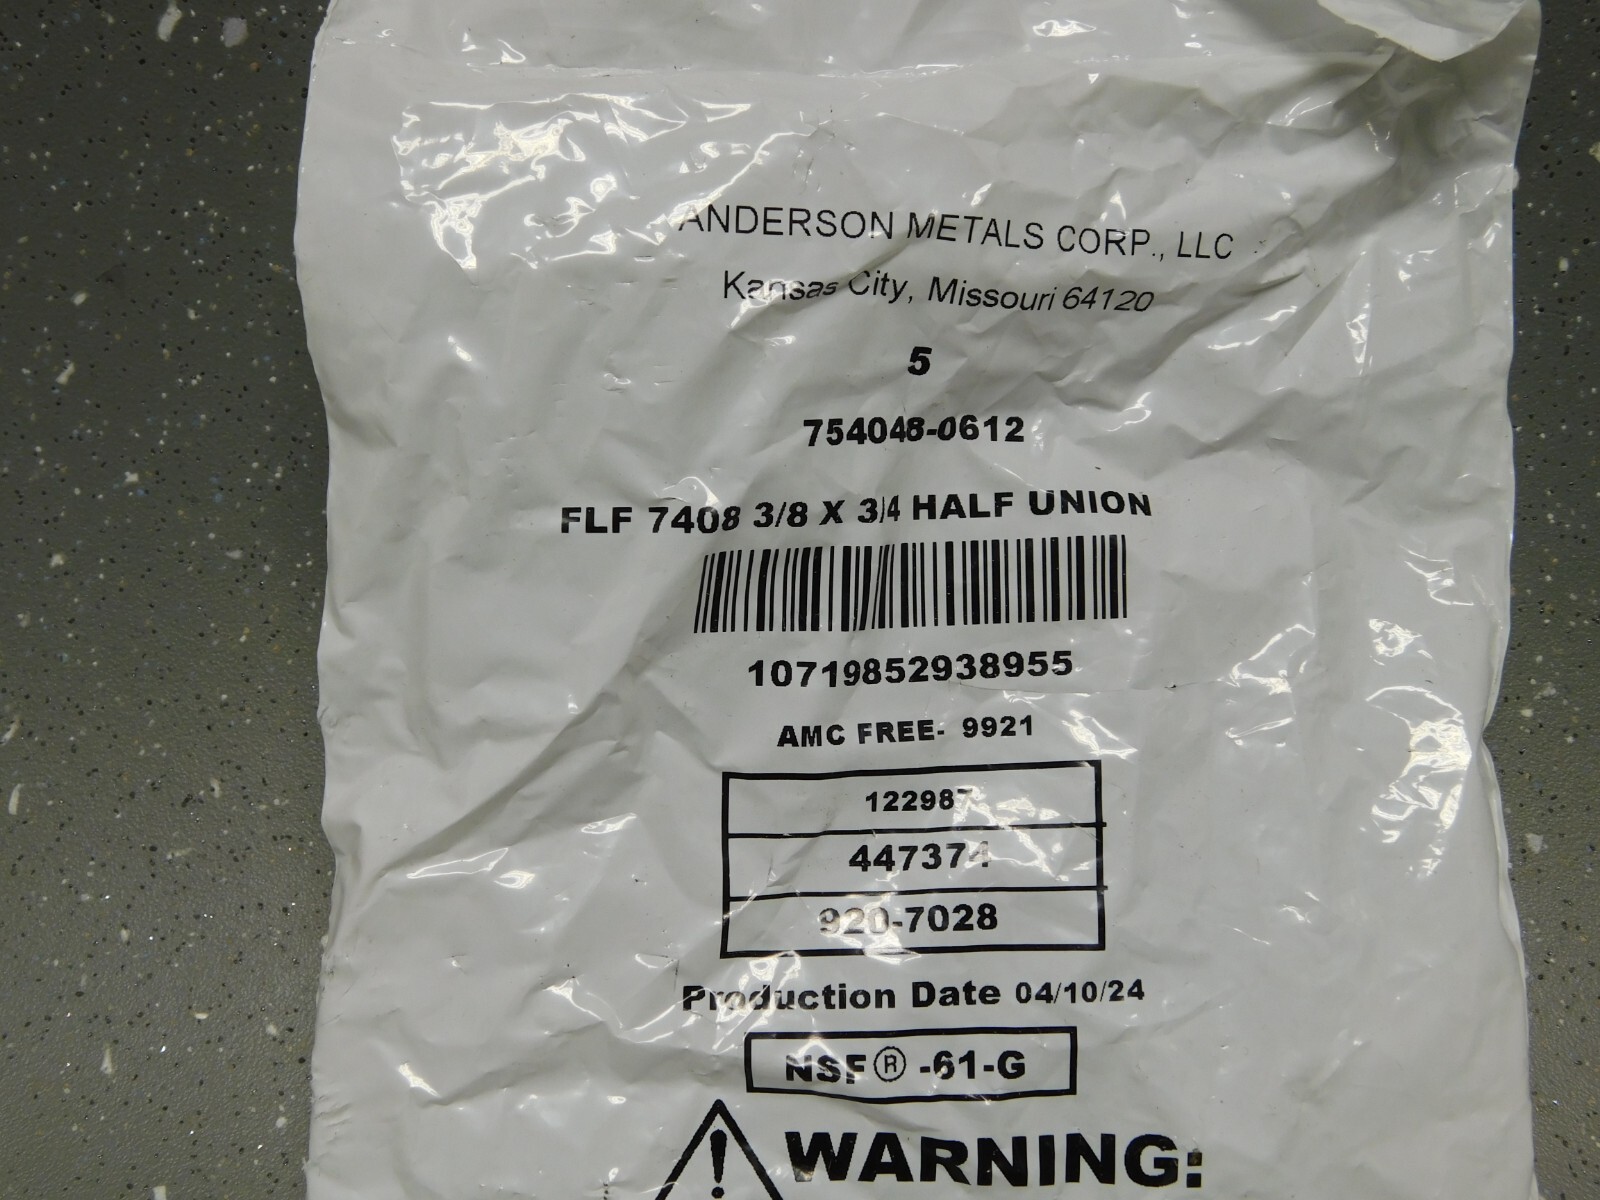 ANDERSON METALS CORP., LLC
Kansas City, Missouri 64120
5
754048-0612
FLF 7408 3/8 X 3/4 HALF UNION
10719852938955
AMC FREE- 9921
122987
447374
920-7028
Production Date 04/10/24
NSF® -61-G
WARNING: